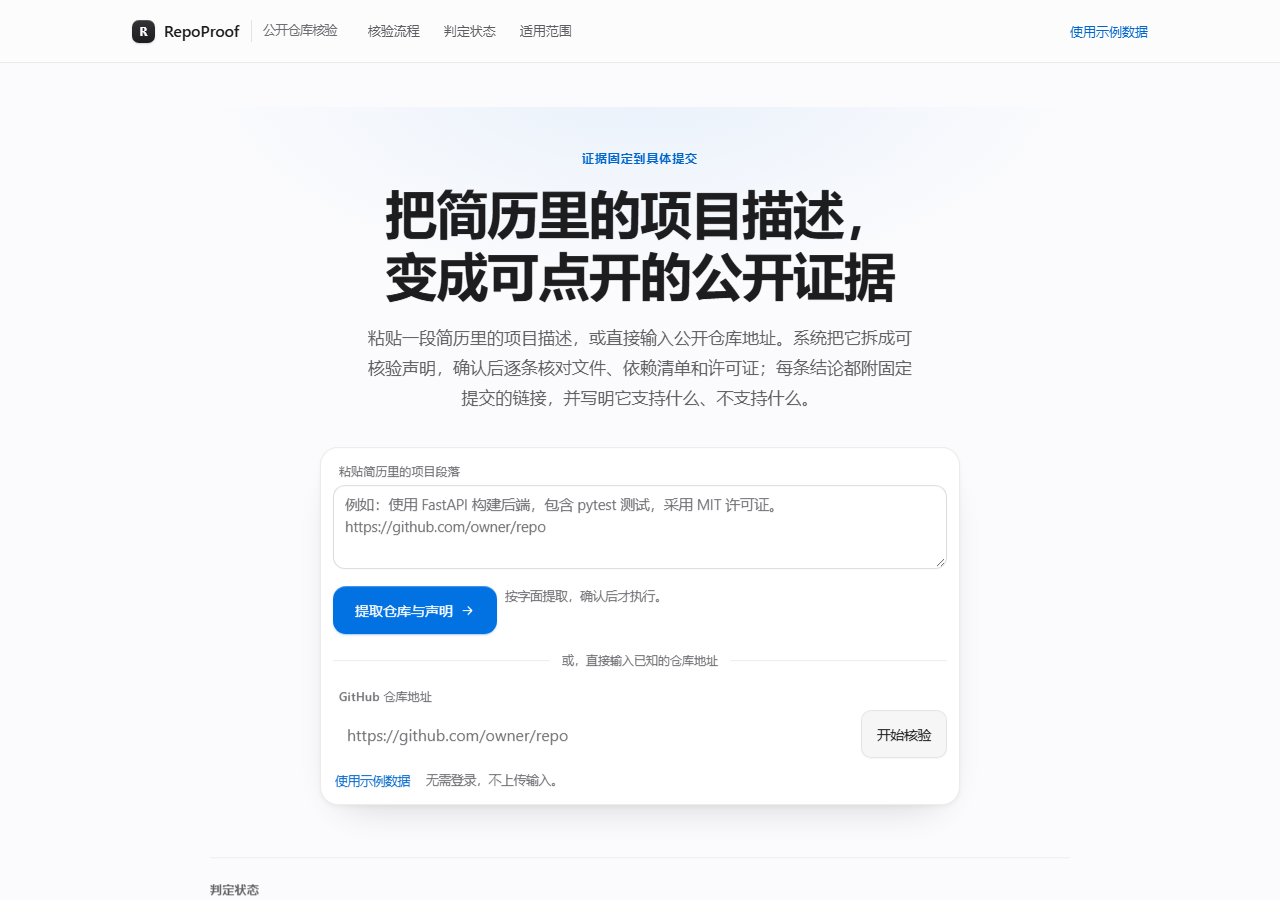 R RepoProof 公开仓库核验 核验流程 判定状态 适用范围 使用示例数据
证据固定到具体提交
把简历里的项目描述，
变成可点开的公开证据
粘贴一段简历里的项目描述，或直接输入公开仓库地址。系统把它拆成可
核验声明，确认后逐条核对文件、依赖清单和许可证；每条结论都附固定
提交的链接，并写明它支持什么、不支持什么。
粘贴简历里的项目段落
例如：使用 FastAPI 构建后端，包含 pytest 测试，采用 MIT 许可证。
https://github.com/owner/repo
提取仓库与声明 → 按字面提取，确认后才执行。
或，直接输入已知的仓库地址
GitHub 仓库地址
https://github.com/owner/repo 开始核验
使用示例数据 无需登录，不上传输入。
判定状态